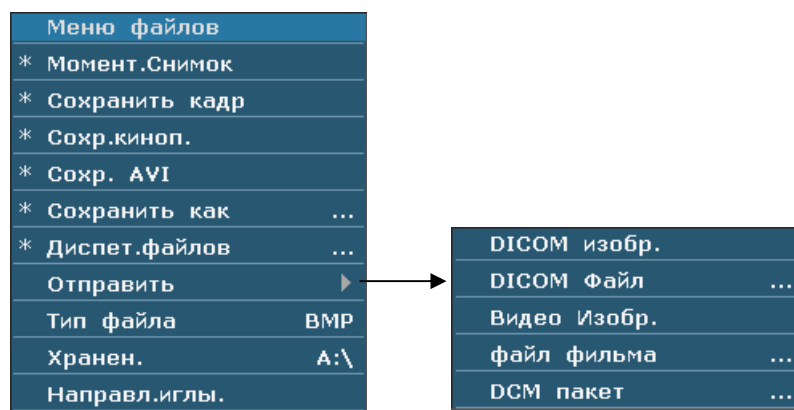 Меню файлов
* Момент.Снимок
* Сохранить кадр
* Сохр.киноп.
* Сохр. AVI
* Сохранить как ...
* Диспет.файлов ...
Отправить
Тип файла BMP
Хранен. A:\
Направл.иглы.
DICOM изобр.
DICOM Файл ...
Видео Изобр.
файл фильма ...
DCM пакет ...